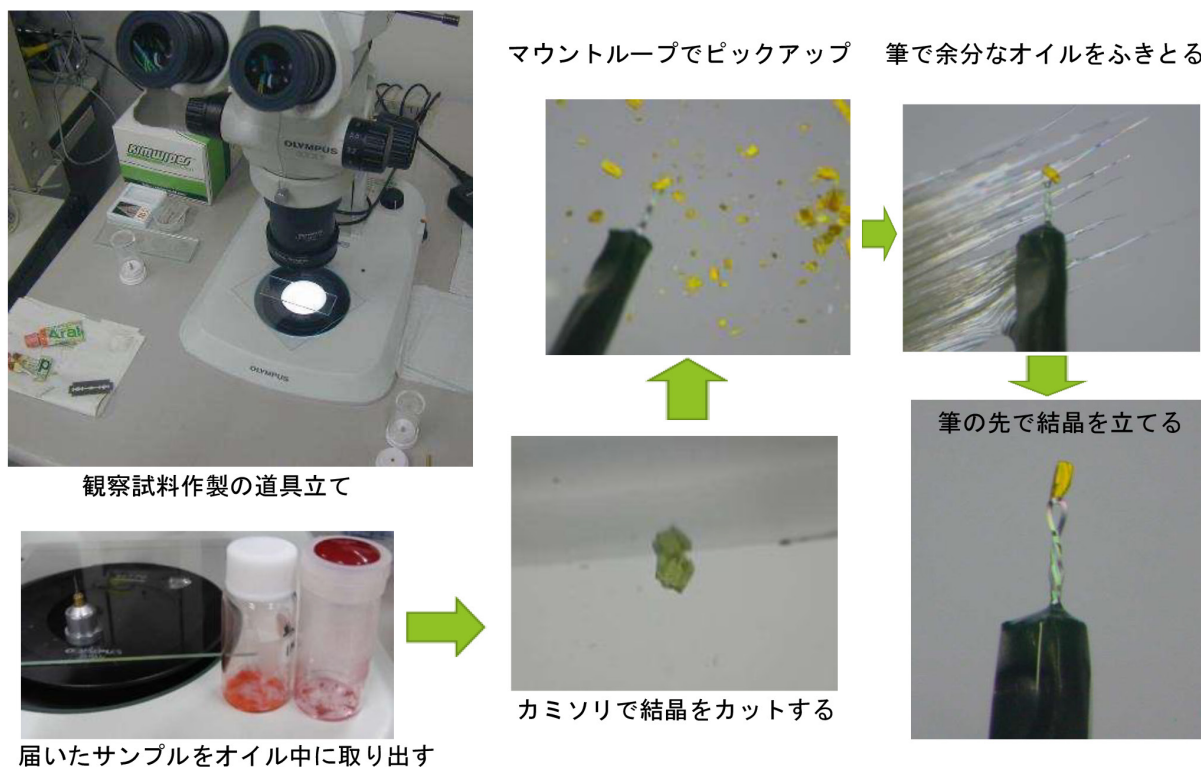 マウントループでピックアップ
筆で余分なオイルをふきとる
KIMWIPES
OLYMPUS
OLYMPUS
Aral
観察試料作製の道具立て
筆の先で結晶を立てる
OLYMPUS
カミソリで結晶をカットする
届いたサンプルをオイル中に取り出す